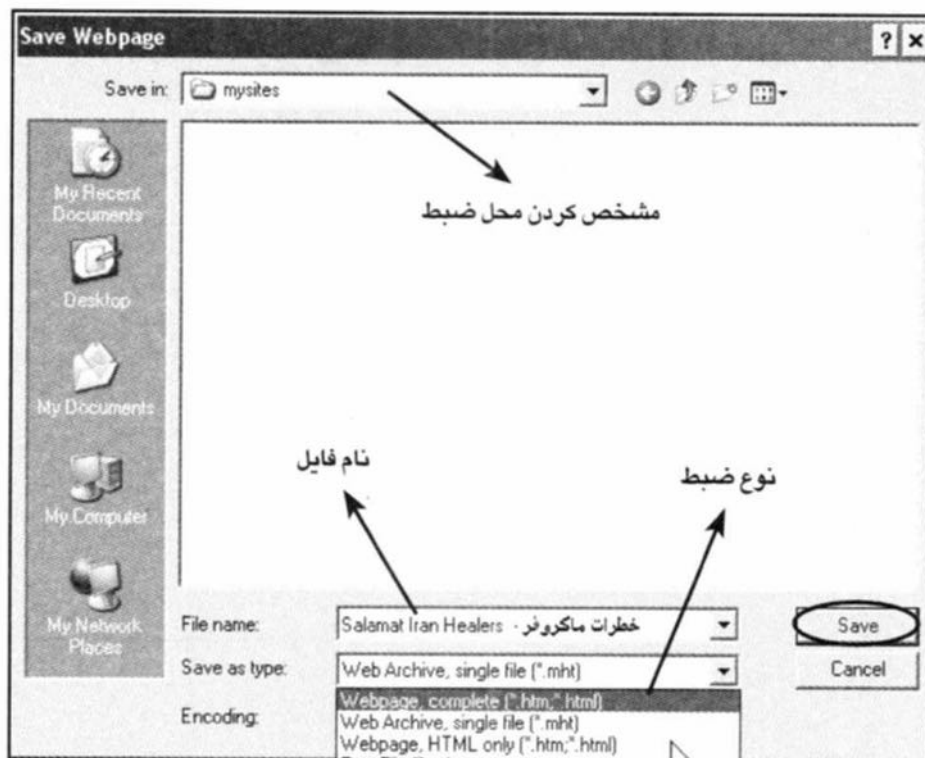 Save Webpage
Save in: mysites
My Recent
Documents
Desktop
My Documents
My Computer
My Network
Places
مشخص کردن محل ضبط
نام فایل
نوع ضبط
File name: Salamat Iran Healers - خطرات ماکروفر
Save
Save as type: Web Archive, single file (*.mht)
Cancel
Encoding:
Webpage, complete (*.htm;*.html)
Web Archive, single file (*.mht)
Webpage, HTML only (*.htm;*.html)